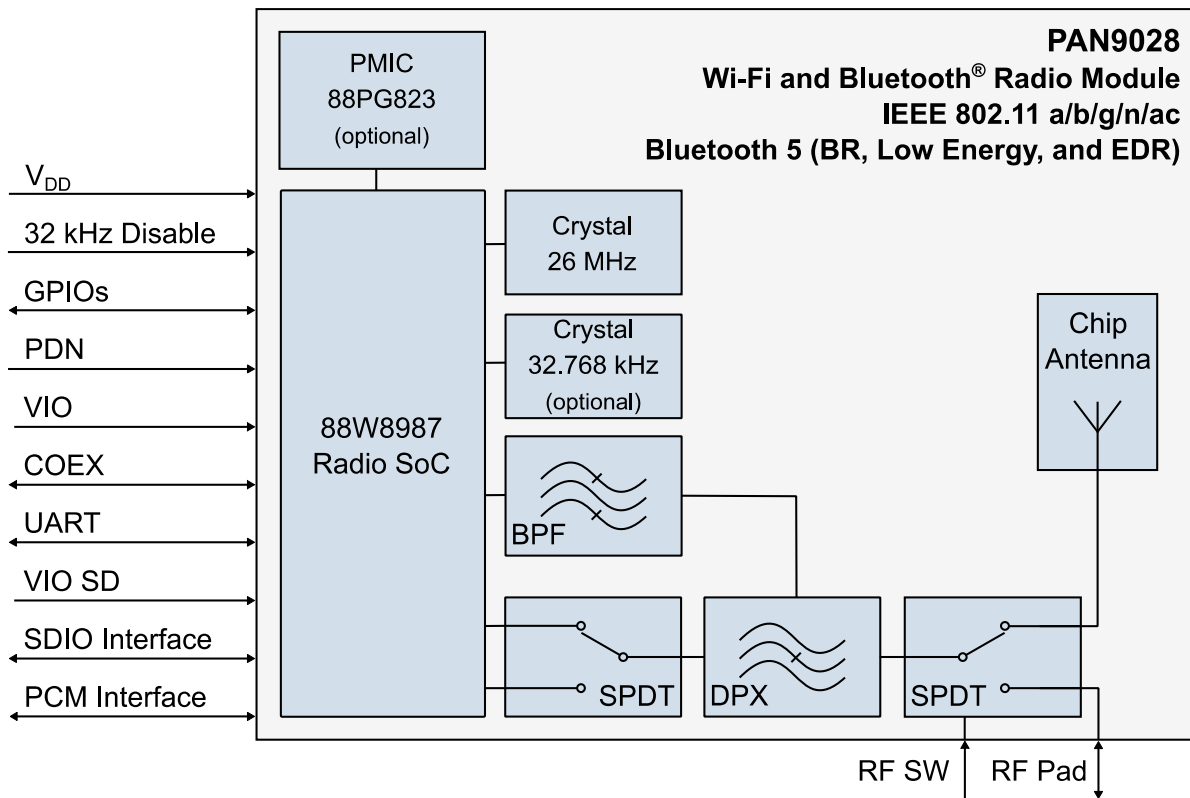 PAN9028
Wi-Fi and Bluetooth® Radio Module
IEEE 802.11 a/b/g/n/ac
Bluetooth 5 (BR, Low Energy, and EDR)
PMIC
88PG823
(optional)
VDD
32 kHz Disable
GPIOs
PDN
VIO
COEX
UART
VIO SD
SDIO Interface
PCM Interface
88W8987
Radio SoC
Crystal
26 MHz
Crystal
32.768 kHz
(optional)
BPF
SPDT
DPX
SPDT
Chip
Antenna
RF SW
RF Pad